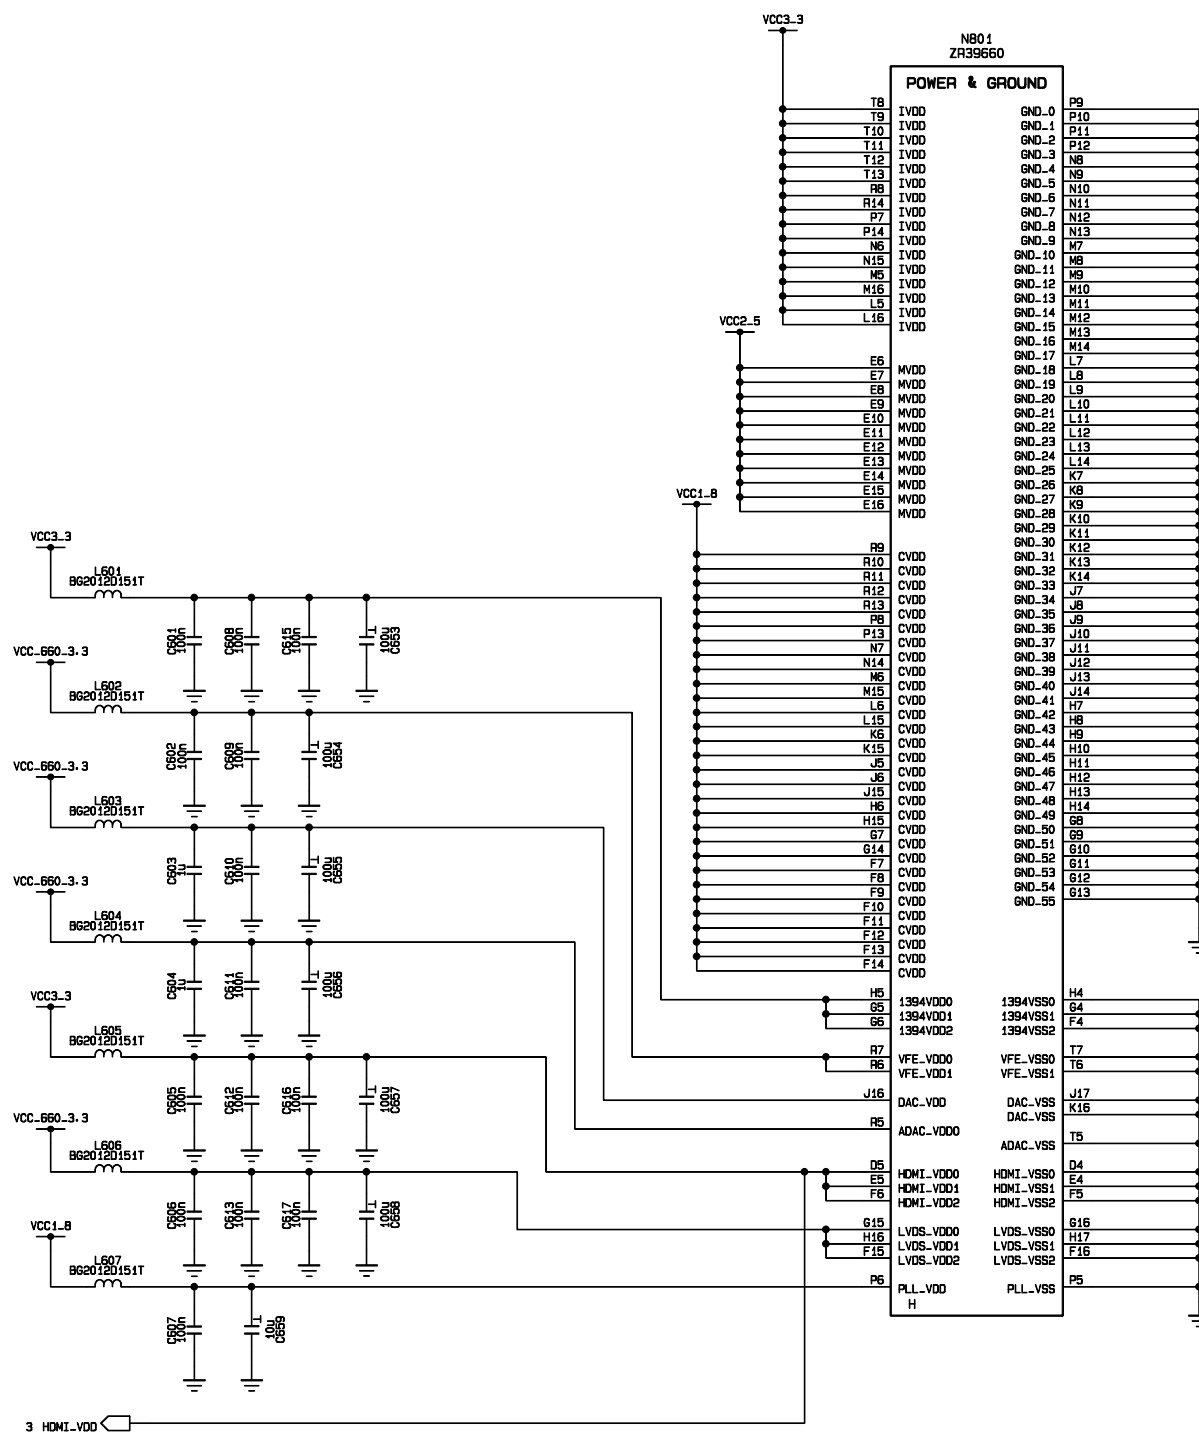 VCC3_3
N801
ZR39660
POWER & GROUND
T8 IVDD GND_0 P9
T9 IVDD GND_1 P10
T10 IVDD GND_2 P11
T11 IVDD GND_3 P12
T12 IVDD GND_4 N8
T13 IVDD GND_5 N9
R8 IVDD GND_6 N10
R14 IVDD GND_7 N11
P7 IVDD GND_8 N12
P14 IVDD GND_9 N13
N6 IVDD GND_10 M7
N15 IVDD GND_11 M8
M5 IVDD GND_12 M9
M16 IVDD GND_13 M10
L5 IVDD GND_14 M11
L16 IVDD GND_15 M12
GND_16 M13
GND_17 M14
VCC2_5
E6 MVDD GND_18 L7
E7 MVDD GND_19 L8
E8 MVDD GND_20 L9
E9 MVDD GND_21 L10
E10 MVDD GND_22 L11
E11 MVDD GND_23 L12
E12 MVDD GND_24 L13
E13 MVDD GND_25 L14
E14 MVDD GND_26 K7
E15 MVDD GND_27 K8
E16 MVDD GND_28 K9
GND_29 K10
GND_30 K11
VCC1_8
R9 CVDD GND_31 K12
R10 CVDD GND_32 K13
R11 CVDD GND_33 K14
R12 CVDD GND_34 J7
R13 CVDD GND_35 J8
P8 CVDD GND_36 J9
P13 CVDD GND_37 J10
N7 CVDD GND_38 J11
N14 CVDD GND_39 J12
M6 CVDD GND_40 J13
M15 CVDD GND_41 J14
L6 CVDD GND_42 H7
L15 CVDD GND_43 H8
K6 CVDD GND_44 H9
K15 CVDD GND_45 H10
J5 CVDD GND_46 H11
J6 CVDD GND_47 H12
J15 CVDD GND_48 H13
H6 CVDD GND_49 H14
H15 CVDD GND_50 G8
G7 CVDD GND_51 G9
G14 CVDD GND_52 G10
F7 CVDD GND_53 G11
F8 CVDD GND_54 G12
F9 CVDD GND_55 G13
F10 CVDD
F11 CVDD
F12 CVDD
F13 CVDD
F14 CVDD
H5 1394VDD0 1394VSS0 H4
G5 1394VDD1 1394VSS1 G4
G6 1394VDD2 1394VSS2 F4
R7 VFE_VDD0 VFE_VSS0 T7
R6 VFE_VDD1 VFE_VSS1 T6
J16 DAC_VDD DAC_VSS J17
DAC_VSS K16
R5 ADAC_VDD0
ADAC_VSS T5
D5 HDMI_VDD0 HDMI_VSS0 D4
E5 HDMI_VDD1 HDMI_VSS1 E4
F6 HDMI_VDD2 HDMI_VSS2 F5
G15 LVDS_VDD0 LVDS_VSS0 G16
H16 LVDS_VDD1 LVDS_VSS1 H17
F15 LVDS_VDD2 LVDS_VSS2 F16
P6 PLL_VDD PLL_VSS P5
H
VCC3_3
L601
BG2012D151T
C601 100n
C608 100n
C615 100n
T 100u C653
VCC_660_3.3
L602
BG2012D151T
C602 100n
C609 100n
T 100u C654
VCC_660_3.3
L603
BG2012D151T
C603 1u
C610 100n
T 100u C655
VCC_660_3.3
L604
BG2012D151T
C604 1u
C611 100n
T 100u C656
VCC3_3
L605
BG2012D151T
C605 100n
C612 100n
C616 100n
T 100u C657
VCC_660_3.3
L606
BG2012D151T
C606 100n
C613 100n
C617 100n
T 100u C658
VCC1_8
L607
BG2012D151T
C607 100n
T 10u C659
3 HDMI_VDD